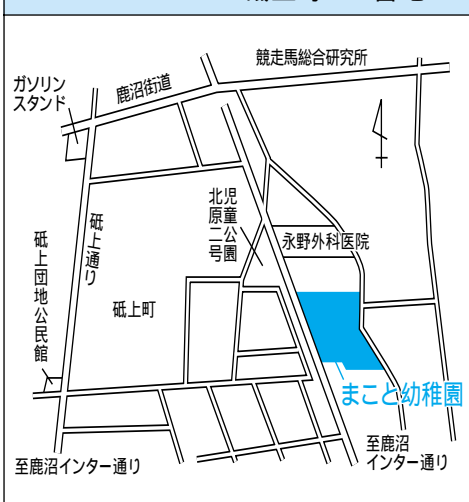 競走馬総合研究所
鹿沼街道
ガソリン
スタンド
児童公園
北原二号
永野外科医院
砥上通り
砥上団地公民館
砥上町
まこと幼稚園
至鹿沼インター通り
至鹿沼
インター通り